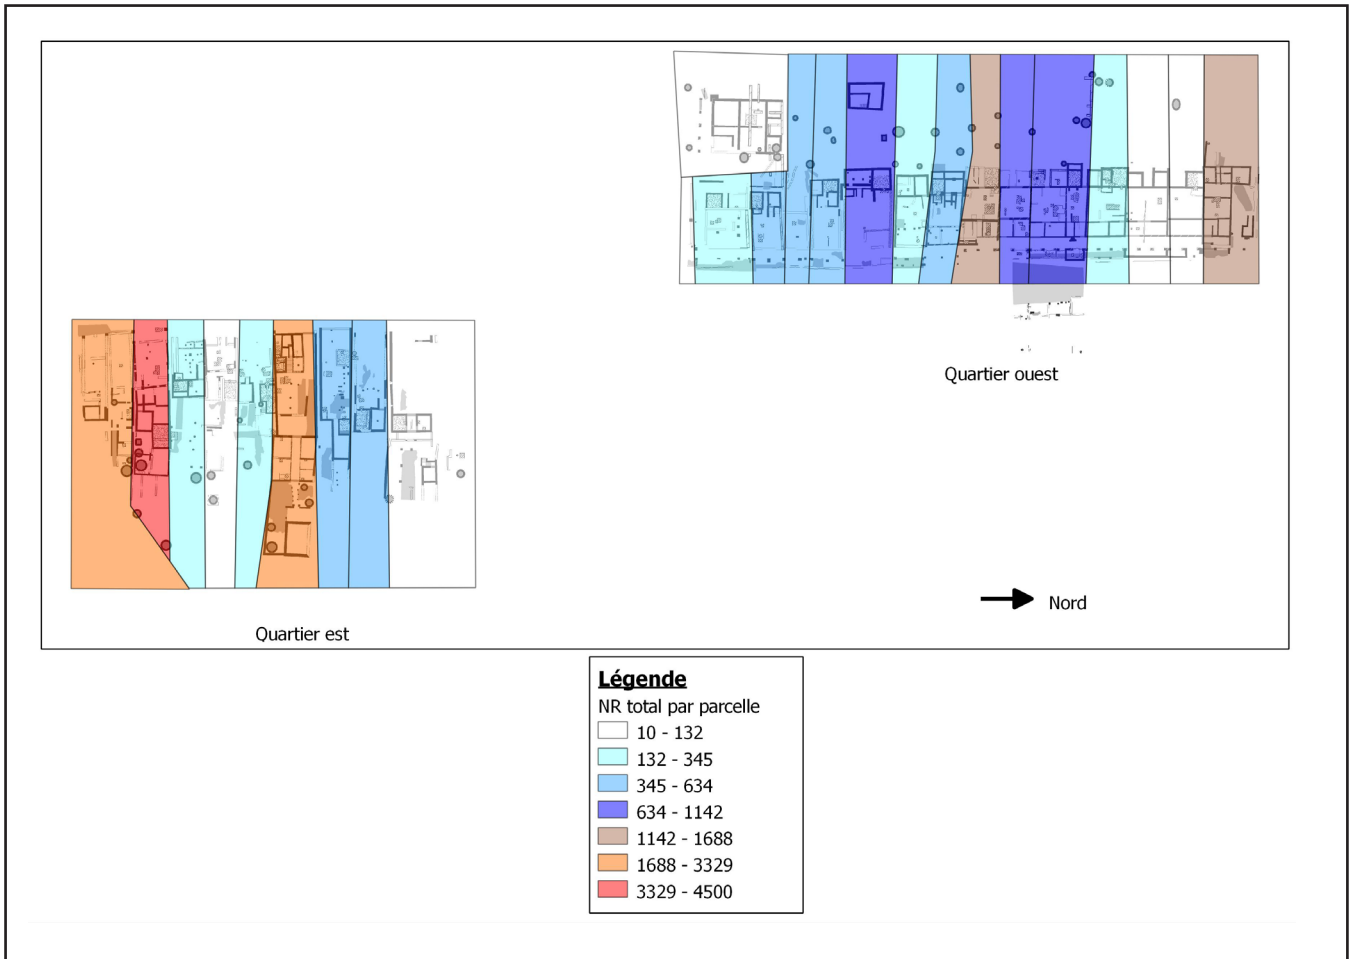 Quartier ouest
Nord
Quartier est
Légende
NR total par parcelle
10 - 132
132 - 345
345 - 634
634 - 1142
1142 - 1688
1688 - 3329
3329 - 4500